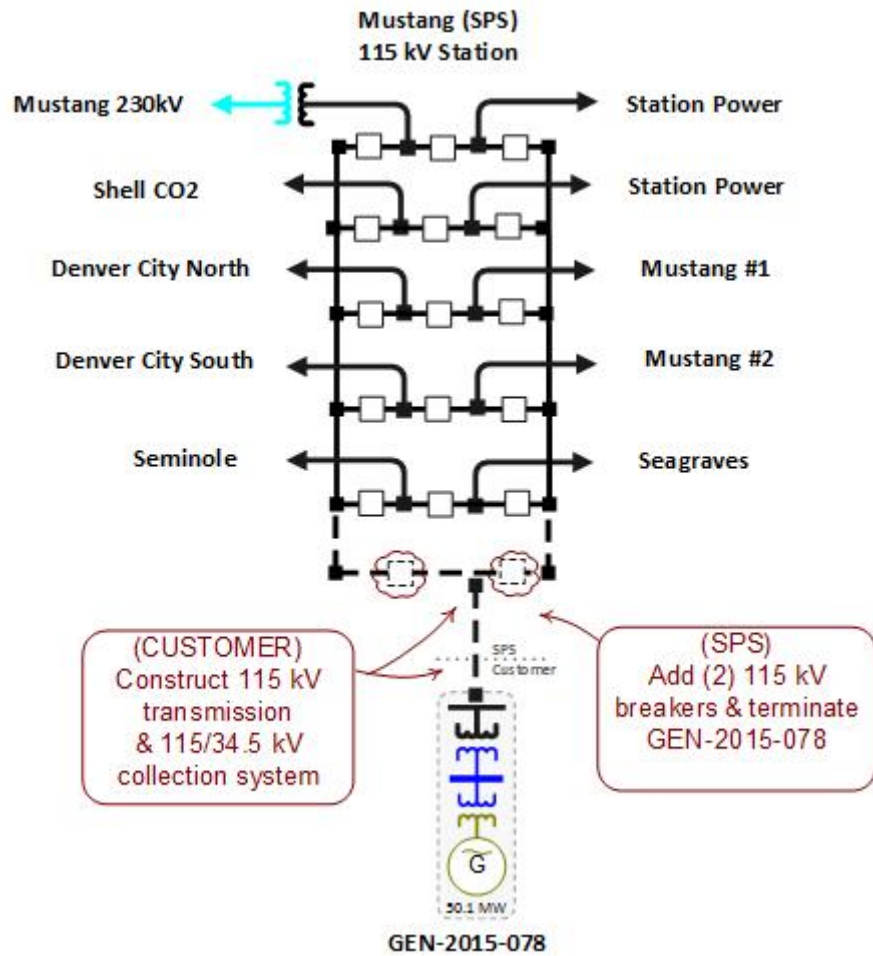 Mustang (SPS)
115 kV Station
Mustang 230kV
Station Power
Shell CO2
Station Power
Denver City North
Mustang #1
Denver City South
Mustang #2
Seminole
Seagraves
(CUSTOMER)
Construct 115 kV
transmission
& 115/34.5 kV
collection system
SPS
Customer
(SPS)
Add (2) 115 kV
breakers & terminate
GEN-2015-078
G
50.1 MW
GEN-2015-078